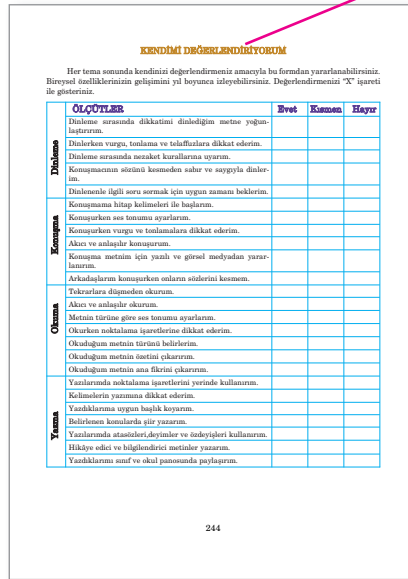 KENDİMİ DEĞERLENDİRİYORUM
Her tema sonunda kendinizi değerlendirmeniz amacıyla bu formdan yararlanabilirsiniz.
Bireysel özelliklerinizin gelişimini yıl boyunca izleyebilirsiniz. Değerlendirmenizi "X" işareti
ile gösteriniz.
ÖLÇÜTLER Evet Kısmen Hayır
Dinleme
Dinleme sırasında dikkatimi dinlediğim metne yoğun-
laştırırım.
Dinlerken vurgu, tonlama ve telaffuzlara dikkat ederim.
Dinleme sırasında nezaket kurallarına uyarım.
Konuşmacının sözünü kesmeden sabır ve saygıyla dinler-
im.
Dinlenenle ilgili soru sormak için uygun zamanı beklerim.
Konuşma
Konuşmama hitap kelimeleri ile başlarım.
Konuşurken ses tonumu ayarlarım.
Konuşurken vurgu ve tonlamalara dikkat ederim.
Akıcı ve anlaşılır konuşurum.
Konuşma metnim için yazılı ve görsel medyadan yarar-
lanırım.
Arkadaşlarım konuşurken onların sözlerini kesmem.
Okuma
Tekrarlara düşmeden okurum.
Akıcı ve anlaşılır okurum.
Metnin türüne göre ses tonumu ayarlarım.
Okurken noktalama işaretlerine dikkat ederim.
Okuduğum metnin türünü belirlerim.
Okuduğum metnin özetini çıkarırım.
Okuduğum metnin ana fikrini çıkarırım.
Yazma
Yazılarımda noktalama işaretlerini yerinde kullanırım.
Kelimelerin yazımına dikkat ederim.
Yazdıklarıma uygun başlık koyarım.
Belirlenen konularda şiir yazarım.
Yazılarımda atasözleri,deyimler ve özdeyişleri kullanırım.
Hikâye edici ve bilgilendirici metinler yazarım.
Yazdıklarımı sınıf ve okul panosunda paylaşırım.
244